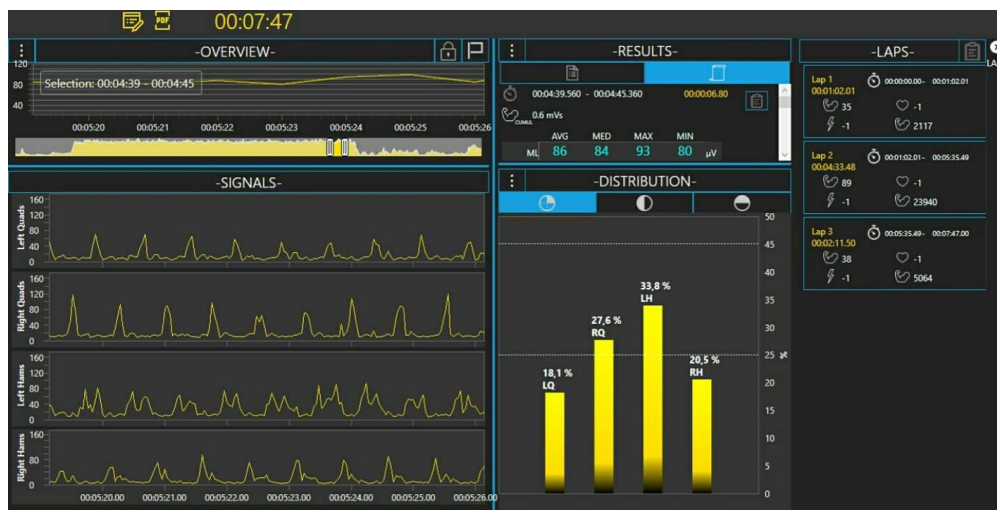 PDF
00:07:47
-OVERVIEW-
120
80
40
Selection: 00:04:39 - 00:04:45
00:05:20 00:05:21 00:05:22 00:05:23 00:05:24 00:05:25 00:05:26
-SIGNALS-
Left Quads
160
120
80
40
0
Right Quads
160
120
80
40
0
Left Hams
160
120
80
40
0
Right Hams
160
80
0
00:05:20.00 00:05:21.00 00:05:22.00 00:05:23.00 00:05:24.00 00:05:25.00 00:05:26.00
-RESULTS-
00:04:39.560 - 00:04:45.360 00:00:06.80
CUMUL 0.6 mVs
AVG MED MAX MIN
ML 86 84 93 80 µV
-DISTRIBUTION-
50
45
40
35
30
25 %
20
15
10
5
0
18,1 %
LQ
27,6 %
RQ
33,8 %
LH
20,5 %
RH
-LAPS-
LA
Lap 1 00:00:00.00- 00:01:02.01
00:01:02.01
35 -1
-1 2117
Lap 2 00:01:02.01- 00:05:35.49
00:04:33.48
89 -1
-1 23940
Lap 3 00:05:35.49- 00:07:47.00
00:02:11.50
38 -1
-1 5064